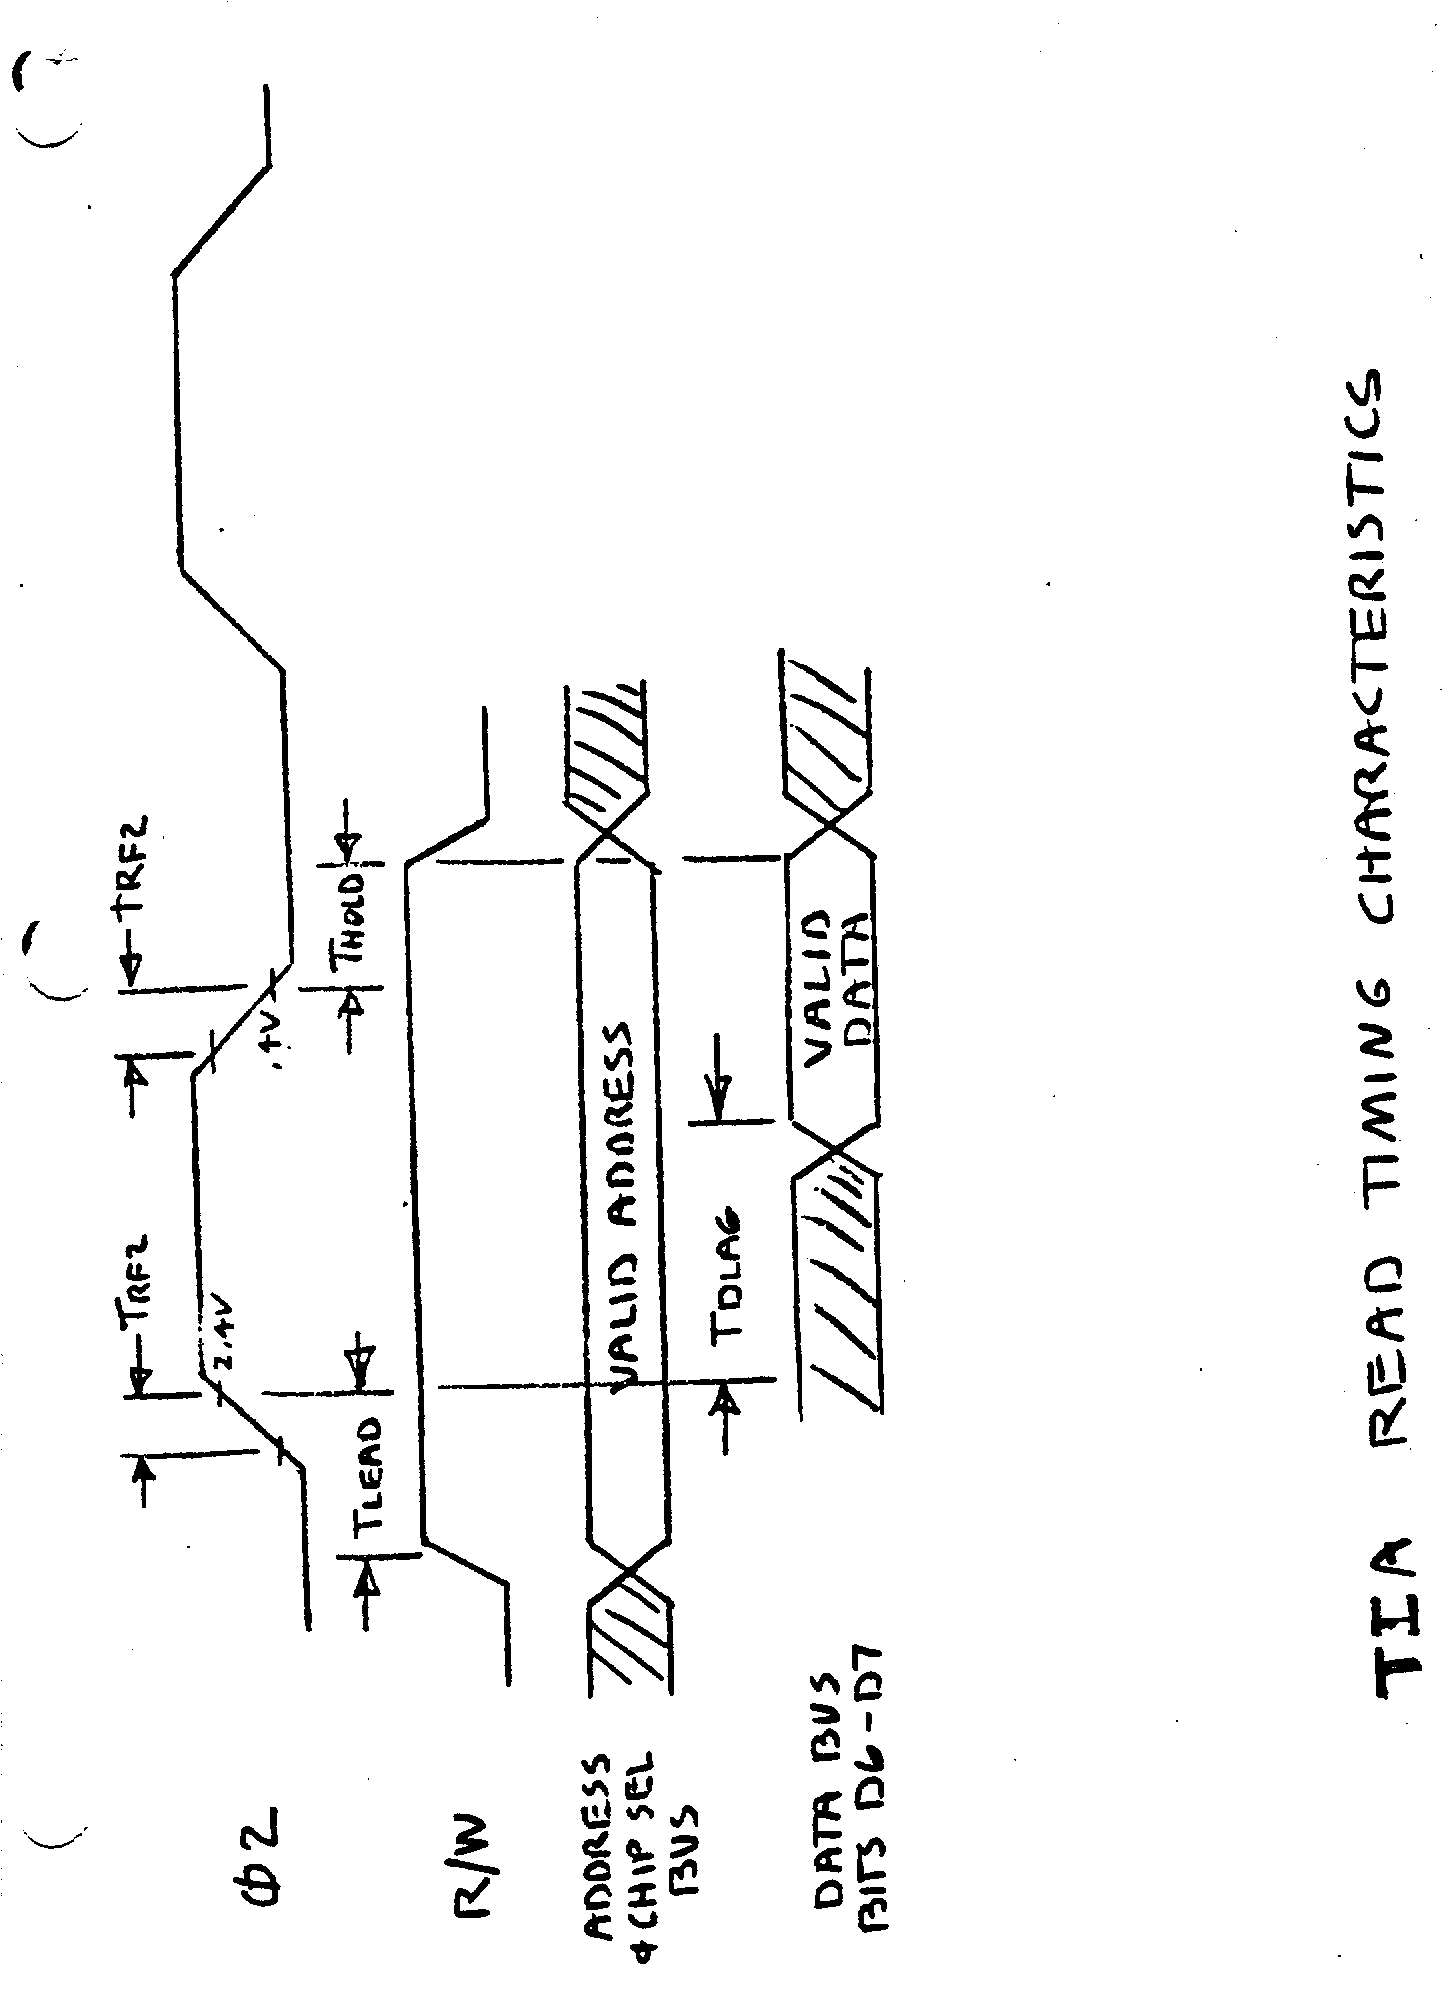 TRF2
TRF2
Φ2
2.4V
.4V
TLEAD
THOLD
R/W
ADDRESS
& CHIP SEL
BUS
VALID ADDRESS
TDLAG
DATA BUS
BITS D6-D7
VALID
DATA
TIA READ TIMING CHARACTERISTICS